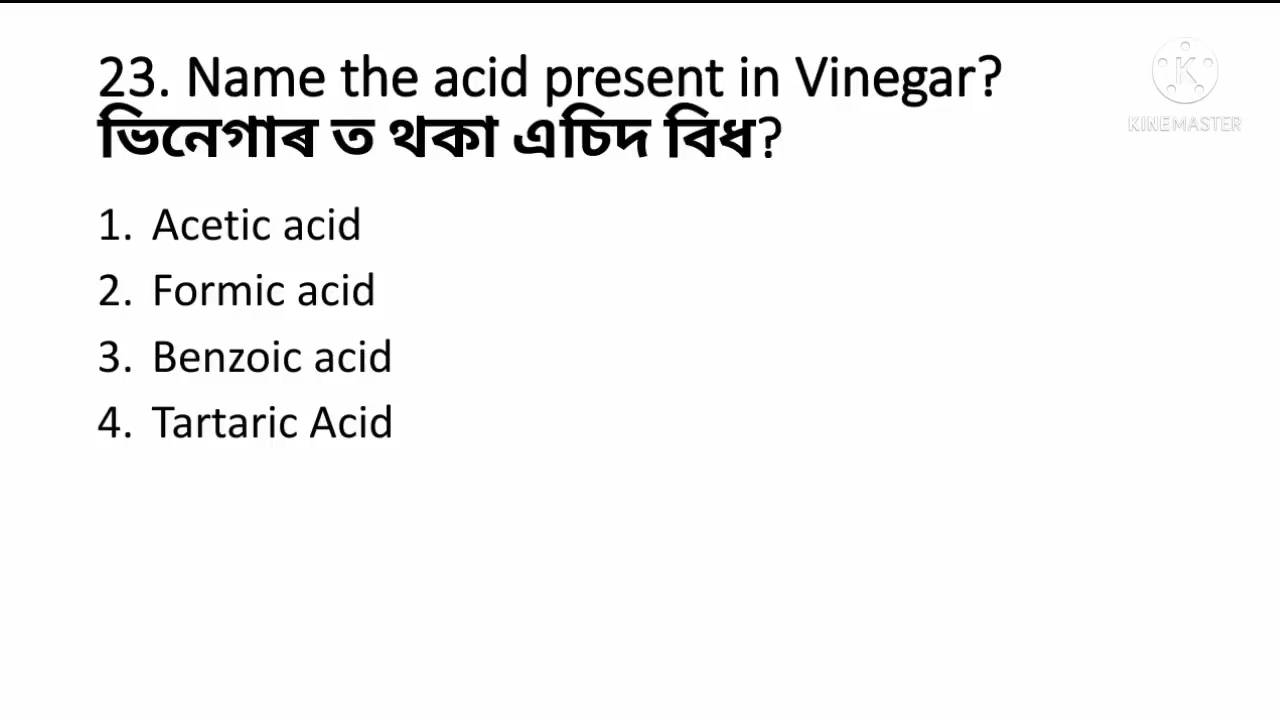 23. Name the acid present in Vinegar?
ভিনেগাৰ ত থকা এচিদ বিধ?
1. Acetic acid
2. Formic acid
3. Benzoic acid
4. Tartaric Acid
K
KINEMASTER